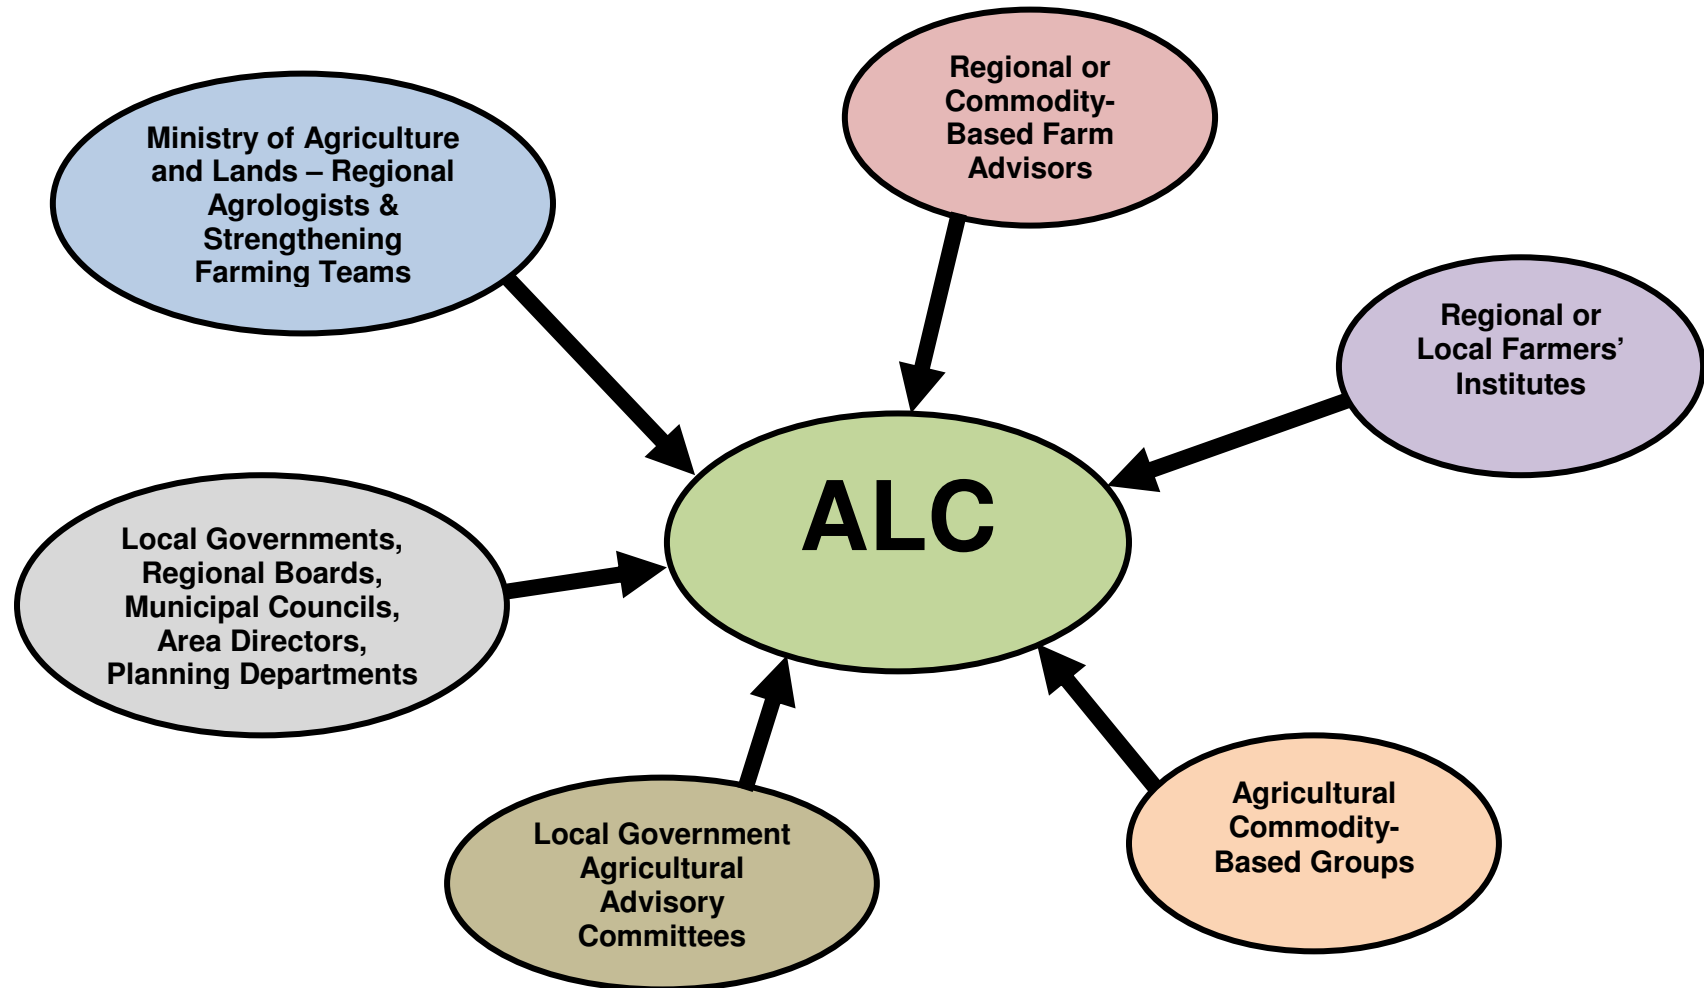 Ministry of Agriculture
and Lands – Regional
Agrologists &
Strengthening
Farming Teams
Regional or
Commodity-
Based Farm
Advisors
Regional or
Local Farmers’
Institutes
ALC
Local Governments,
Regional Boards,
Municipal Councils,
Area Directors,
Planning Departments
Local Government
Agricultural
Advisory
Committees
Agricultural
Commodity-
Based Groups